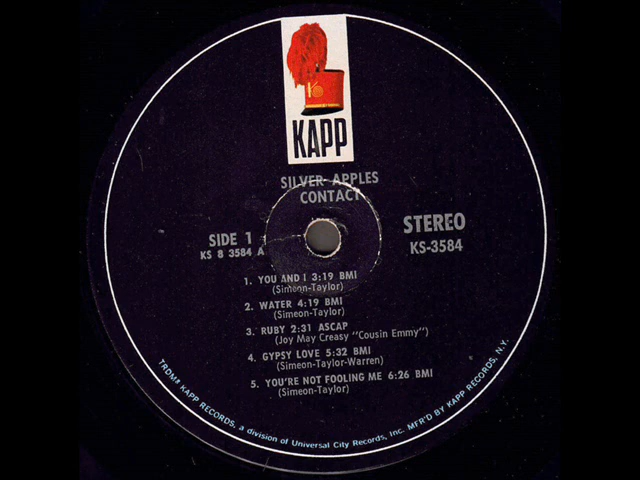 KAPP
SILVER APPLES
CONTACT
SIDE 1
KS 8 3584 A
STEREO
KS-3584
1. YOU AND I 3:19 BMI
(Simeon-Taylor)
2. WATER 4:19 BMI
(Simeon-Taylor)
3. RUBY 2:31 ASCAP
(Joy May Creasy "Cousin Emmy")
4. GYPSY LOVE 5:32 BMI
(Simeon-Taylor-Warren)
5. YOU'RE NOT FOOLING ME 6:26 BMI
(Simeon-Taylor)
KAPP RECORDS, a division of Universal City Records, Inc. MFR'D BY KAPP RECORDS, N.Y.